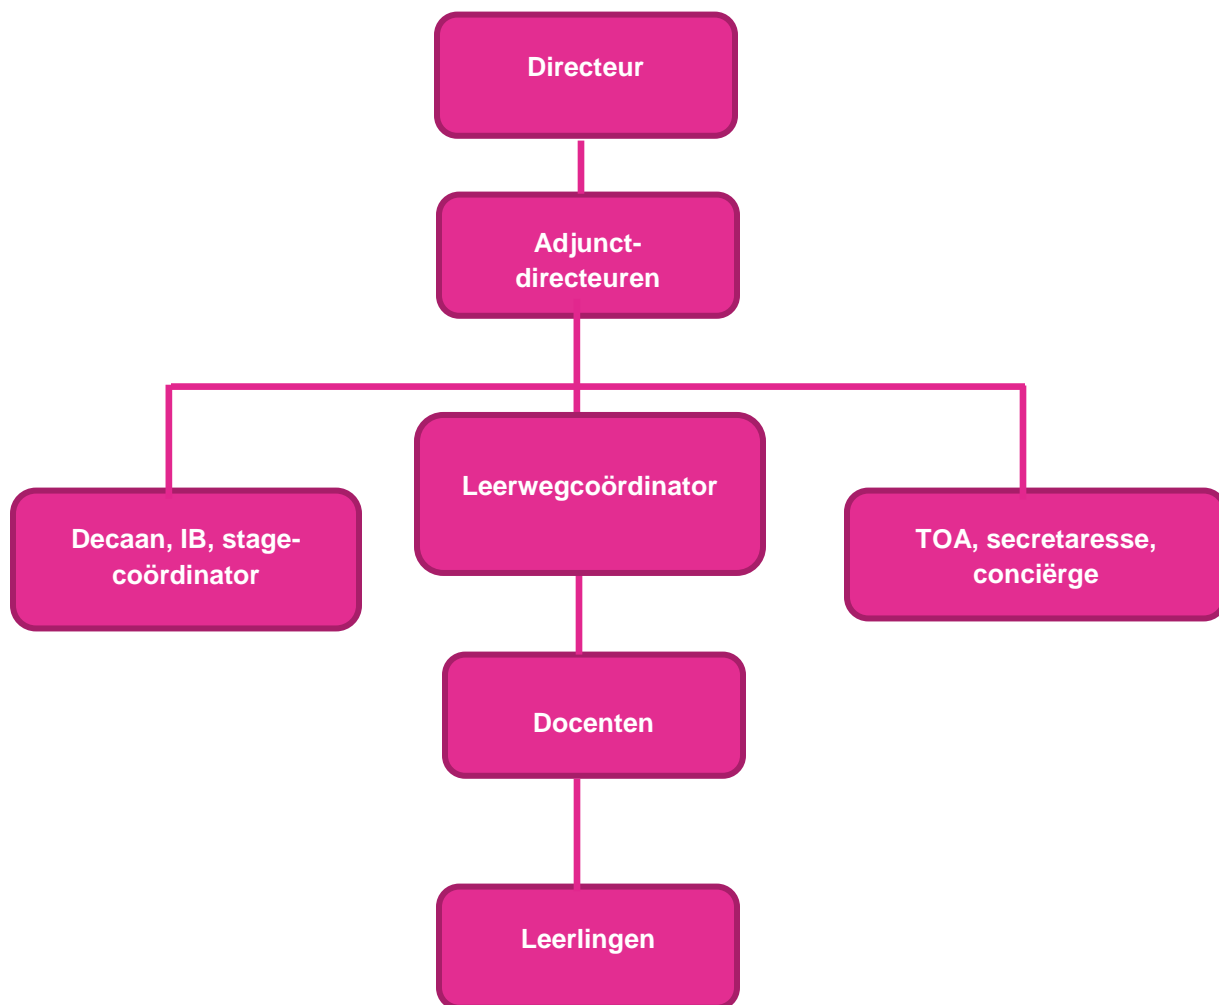 Directeur
Adjunct-
directeuren
Leerwegcoördinator
Decaan, IB, stage-
coördinator
TOA, secretaresse,
conciërge
Docenten
Leerlingen